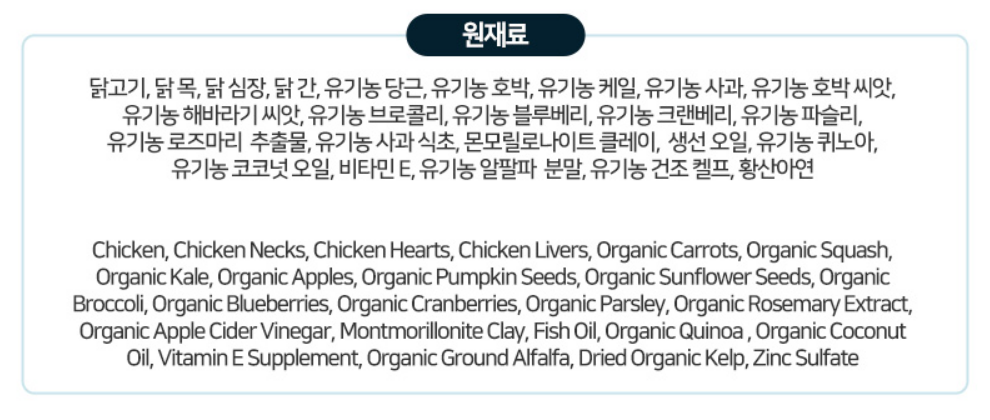 원재료
닭고기, 닭 목, 닭 심장, 닭 간, 유기농 당근, 유기농 호박, 유기농 케일, 유기농 사과, 유기농 호박 씨앗,
유기농 해바라기 씨앗, 유기농 브로콜리, 유기농 블루베리, 유기농 크랜베리, 유기농 파슬리,
유기농 로즈마리 추출물, 유기농 사과 식초, 몬모릴로나이트 클레이, 생선 오일, 유기농 퀴노아,
유기농 코코넛 오일, 비타민 E, 유기농 알팔파 분말, 유기농 건조 켈프, 황산아연
Chicken, Chicken Necks, Chicken Hearts, Chicken Livers, Organic Carrots, Organic Squash,
Organic Kale, Organic Apples, Organic Pumpkin Seeds, Organic Sunflower Seeds, Organic
Broccoli, Organic Blueberries, Organic Cranberries, Organic Parsley, Organic Rosemary Extract,
Organic Apple Cider Vinegar, Montmorillonite Clay, Fish Oil, Organic Quinoa , Organic Coconut
Oil, Vitamin E Supplement, Organic Ground Alfalfa, Dried Organic Kelp, Zinc Sulfate